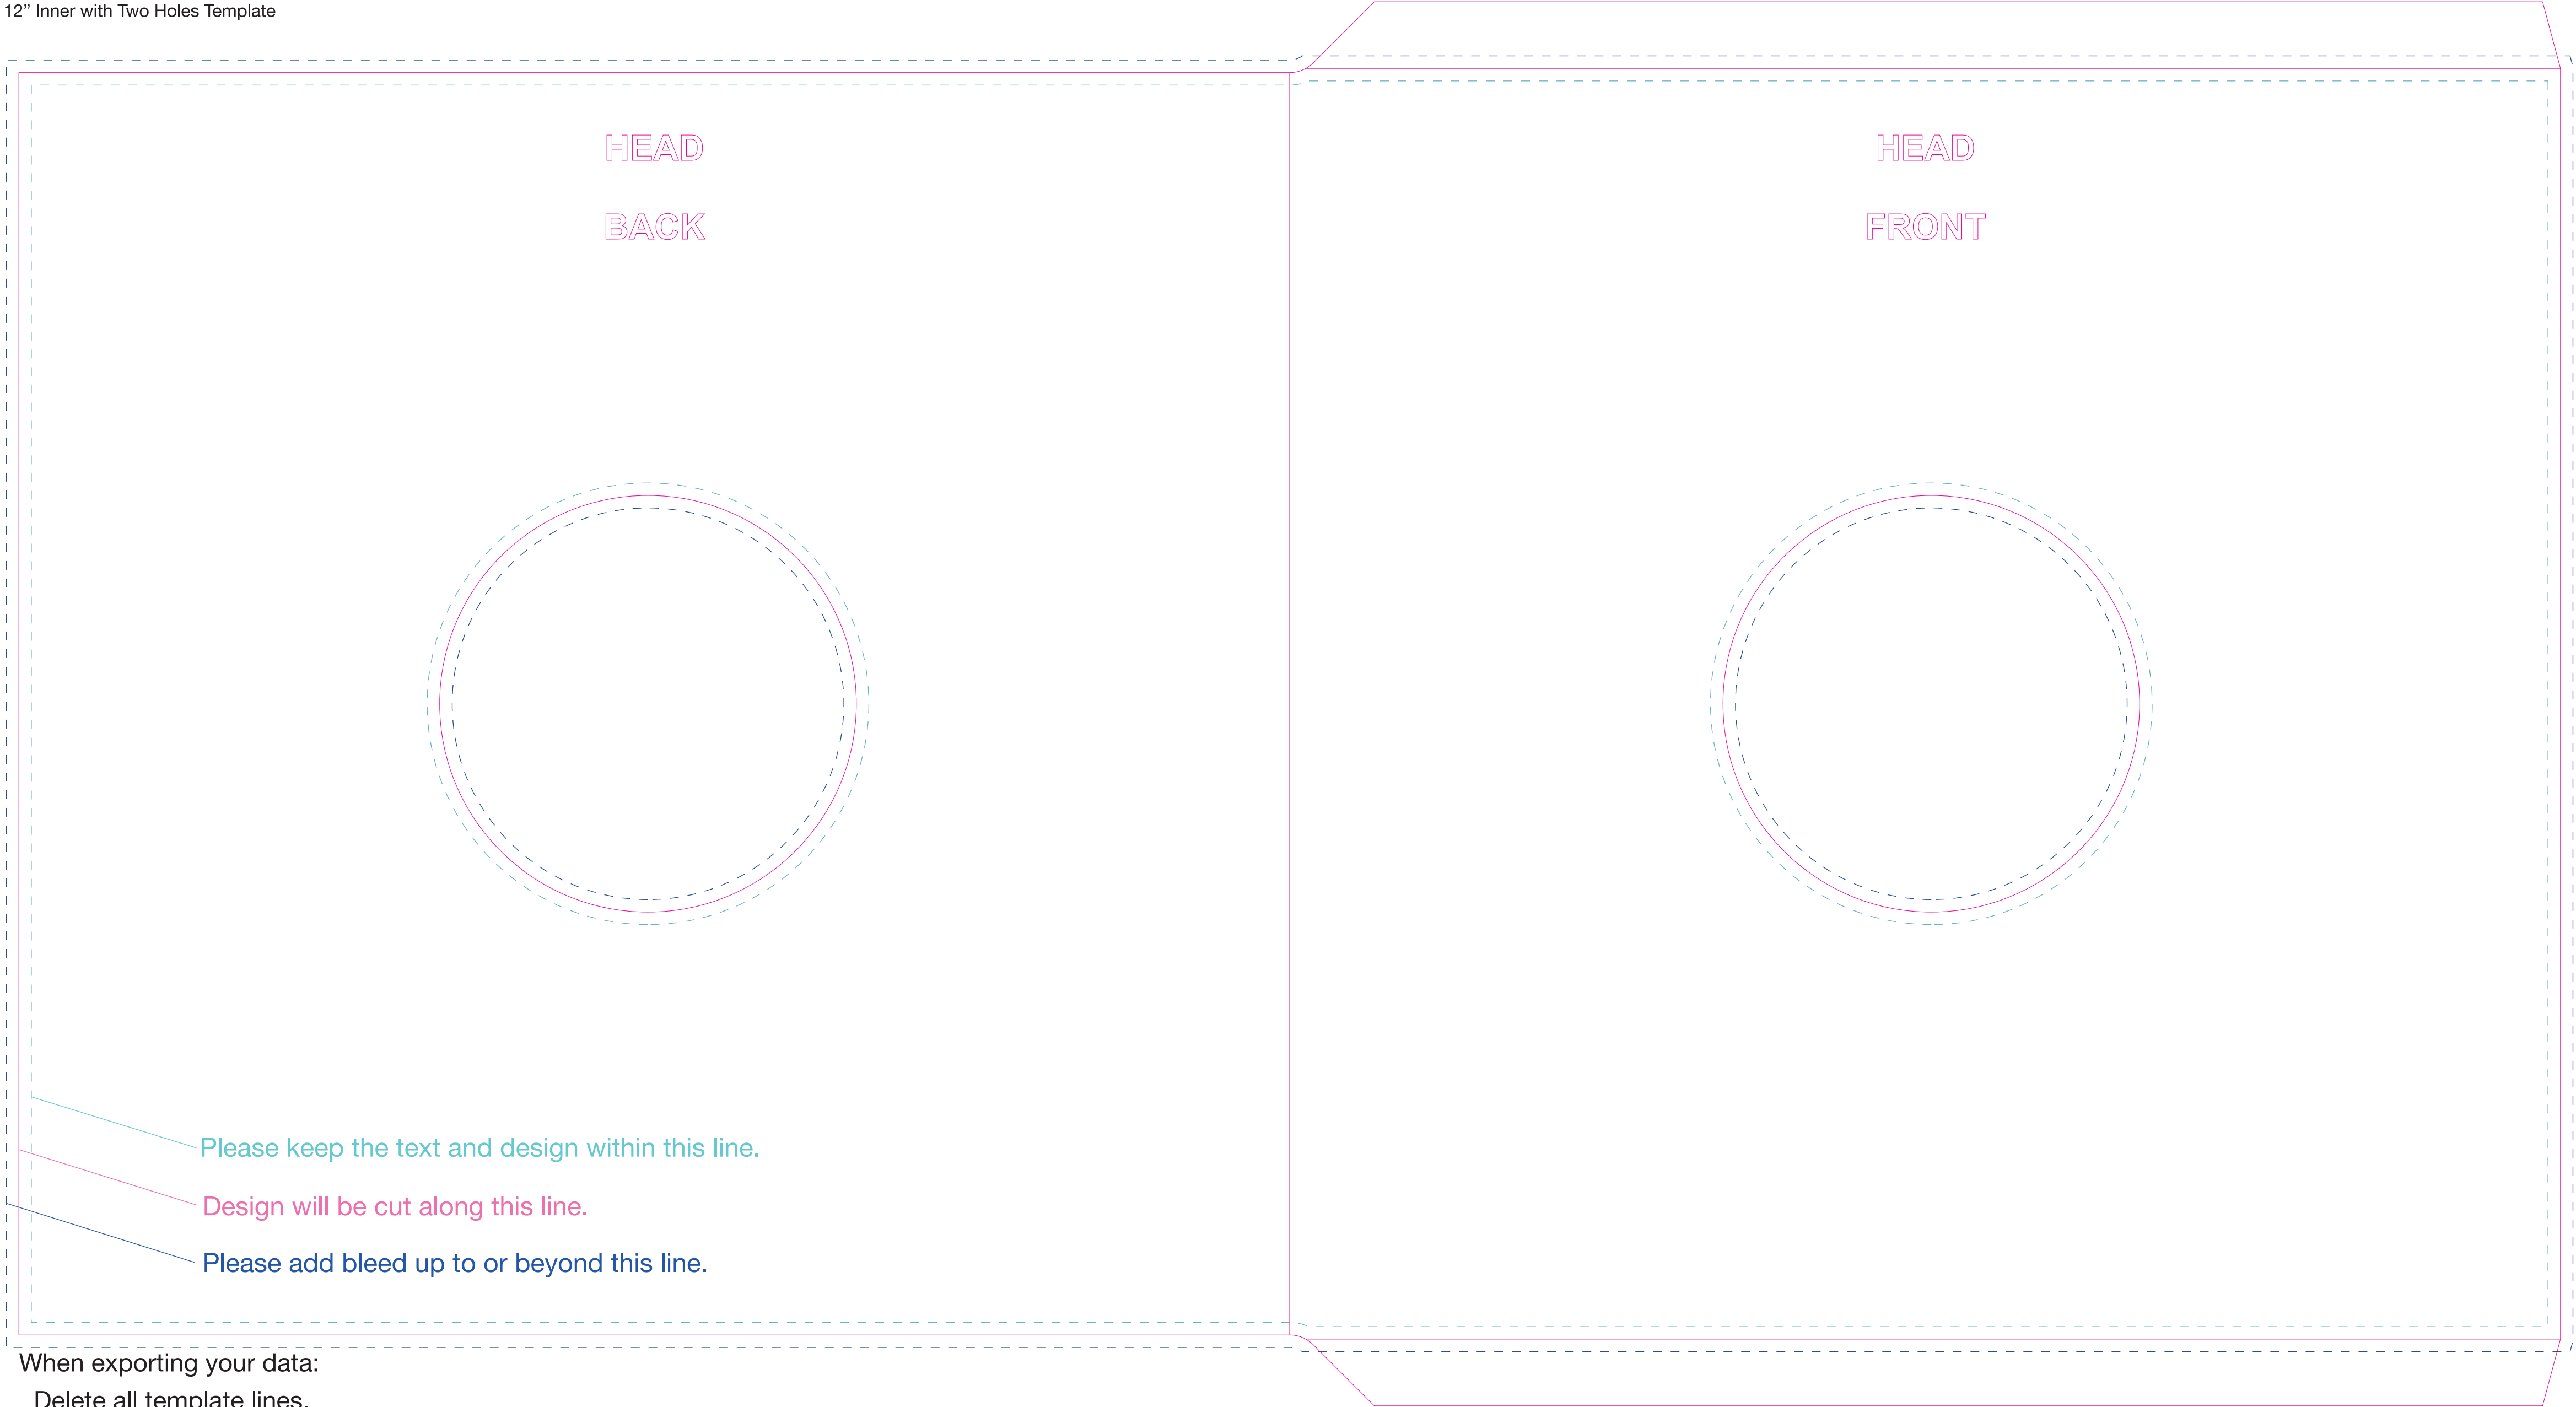 12” Inner with Two Holes Template
HEAD
BACK
HEAD
FRONT
Please keep the text and design within this line.
Design will be cut along this line.
Please add bleed up to or beyond this line.
When exporting your data:
Delete all template lines.